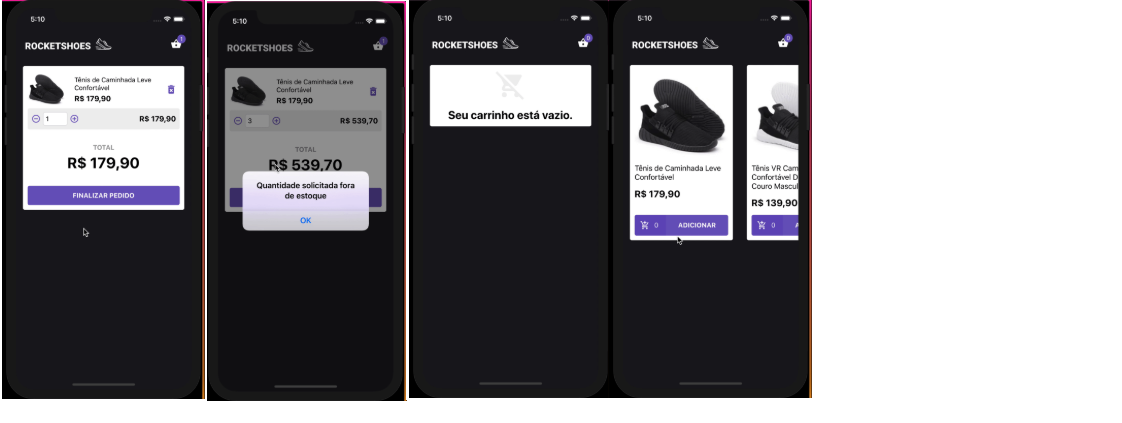 5:10
ROCKETSHOES
1
Tênis de Caminhada Leve
Confortável
R$ 179,90
1
R$ 179,90
TOTAL
R$ 179,90
FINALIZAR PEDIDO
5:10
ROCKETSHOES
1
Tênis de Caminhada Leve
Confortável
R$ 179,90
3
R$ 539,70
TOTAL
R$ 539,70
Quantidade solicitada fora
de estoque
OK
5:10
ROCKETSHOES
0
Seu carrinho está vazio.
5:10
ROCKETSHOES
0
Tênis de Caminhada Leve
Confortável
R$ 179,90
0 ADICIONAR
Tênis VR Cam
Confortável D
Couro Mascul
R$ 139,90
0 A